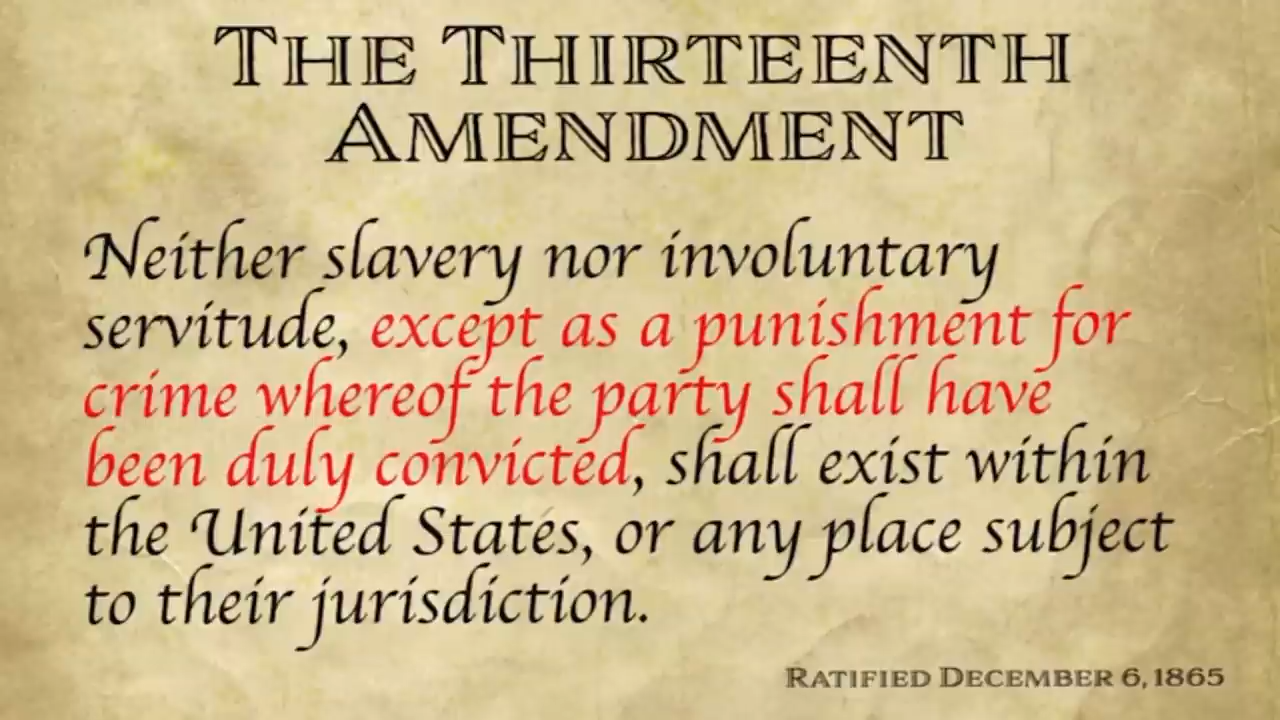 THE THIRTEENTH
AMENDMENT
Neither slavery nor involuntary
servitude, except as a punishment for
crime whereof the party shall have
been duly convicted, shall exist within
the United States, or any place subject
to their jurisdiction.
RATIFIED DECEMBER 6, 1865